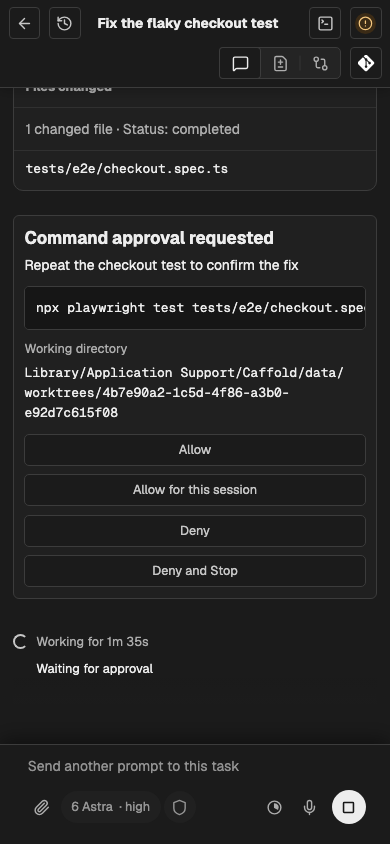 Fix the flaky checkout test
Files changed
1 changed file · Status: completed
tests/e2e/checkout.spec.ts
Command approval requested
Repeat the checkout test to confirm the fix
npx playwright test tests/e2e/checkout.spe
Working directory
Library/Application Support/Caffold/data/
worktrees/4b7e90a2-1c5d-4f86-a3b0-
e92d7c615f08
Allow
Allow for this session
Deny
Deny and Stop
Working for 1m 35s
Waiting for approval
Send another prompt to this task
6 Astra · high